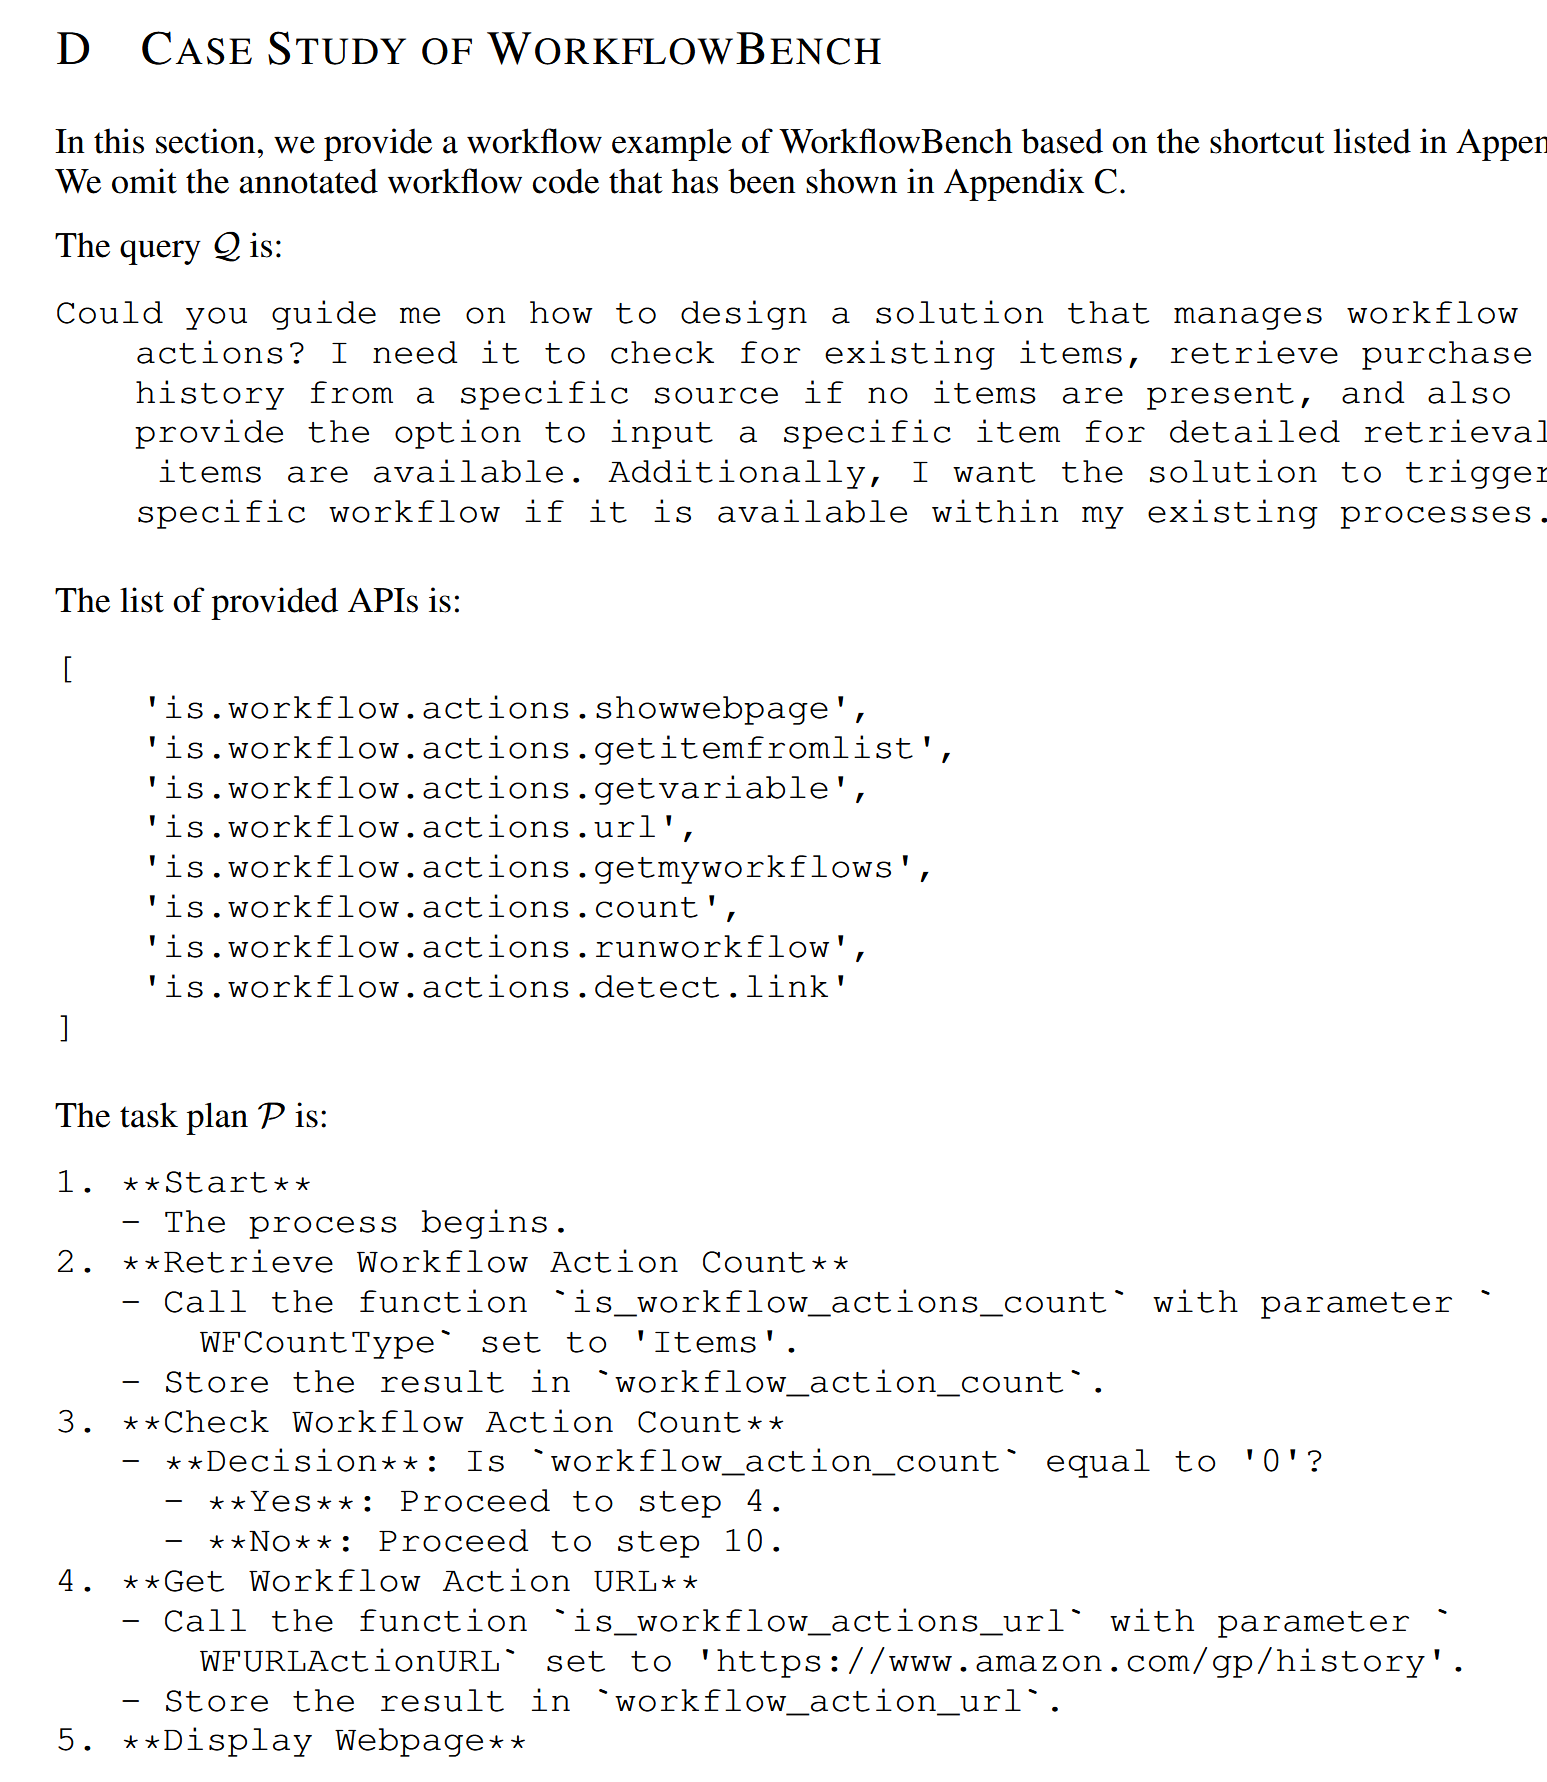 D CASE STUDY OF WORKFLOWBENCH
In this section, we provide a workflow example of WorkflowBench based on the shortcut listed in Appen
We omit the annotated workflow code that has been shown in Appendix C.
The query Q is:
Could you guide me on how to design a solution that manages workflow
actions? I need it to check for existing items, retrieve purchase
history from a specific source if no items are present, and also
provide the option to input a specific item for detailed retrieval
items are available. Additionally, I want the solution to trigger
specific workflow if it is available within my existing processes.
The list of provided APIs is:
[
'is.workflow.actions.showwebpage',
'is.workflow.actions.getitemfromlist',
'is.workflow.actions.getvariable',
'is.workflow.actions.url',
'is.workflow.actions.getmyworkflows',
'is.workflow.actions.count',
'is.workflow.actions.runworkflow',
'is.workflow.actions.detect.link'
]
The task plan P is:
1. **Start**
- The process begins.
2. **Retrieve Workflow Action Count**
- Call the function `is_workflow_actions_count` with parameter `
WFCountType` set to 'Items'.
- Store the result in `workflow_action_count`.
3. **Check Workflow Action Count**
- **Decision**: Is `workflow_action_count` equal to '0'?
- **Yes**: Proceed to step 4.
- **No**: Proceed to step 10.
4. **Get Workflow Action URL**
- Call the function `is_workflow_actions_url` with parameter `
WFURLActionURL` set to 'https://www.amazon.com/gp/history'.
- Store the result in `workflow_action_url`.
5. **Display Webpage**